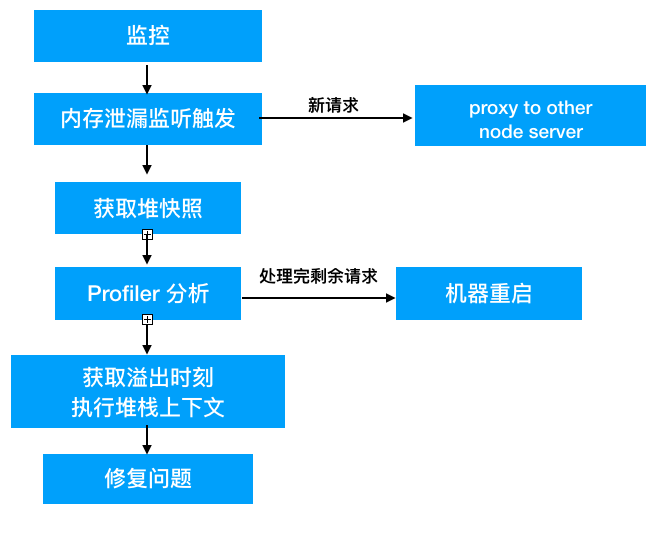 监控
内存泄漏监听触发
新请求
proxy to other
node server
获取堆快照
Profiler 分析
处理完剩余请求
机器重启
获取溢出时刻
执行堆栈上下文
修复问题